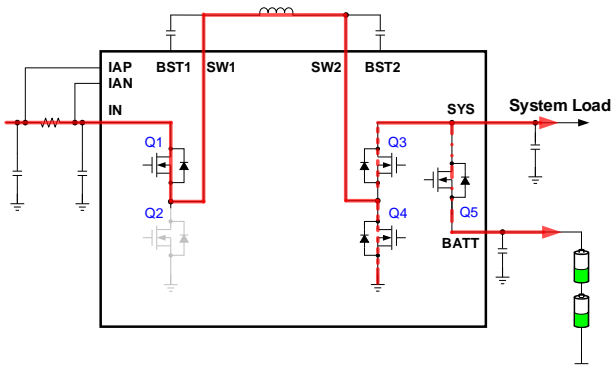 IAP
BST1
SW1
SW2
BST2
IAN
IN
SYS
System Load
Q1
Q3
Q2
Q4
Q5
BATT